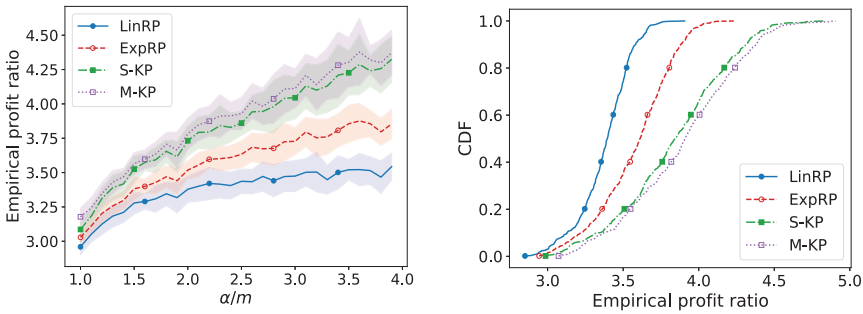 Empirical profit ratio
4.50
4.25
4.00
3.75
3.50
3.25
3.00
LinRP
ExpRP
S-KP
M-KP
1.0 1.5 2.0 2.5 3.0 3.5 4.0
α/m
CDF
1.0
0.8
0.6
0.4
0.2
0.0
LinRP
ExpRP
S-KP
M-KP
3.0 3.5 4.0 4.5 5.0
Empirical profit ratio